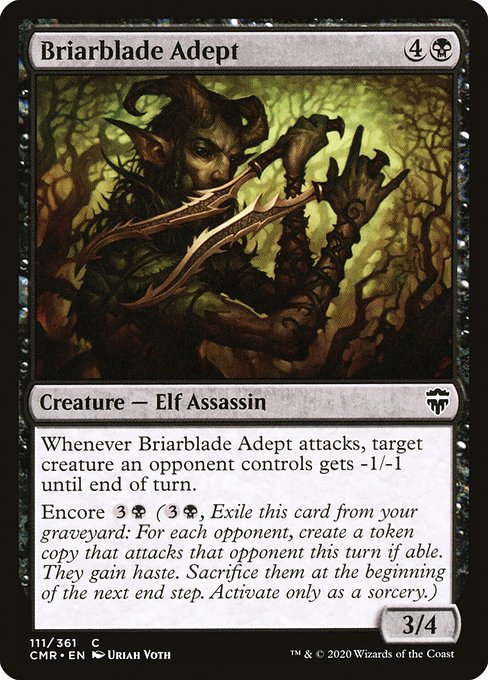 Briarblade Adept 4
Creature — Elf Assassin
Whenever Briarblade Adept attacks, target
creature an opponent controls gets -1/-1
until end of turn.
Encore 3 (3, Exile this card from your
graveyard: For each opponent, create a token
copy that attacks that opponent this turn if able.
They gain haste. Sacrifice them at the beginning
of the next end step. Activate only as a sorcery.)
3/4
111/361 C
CMR • EN Uriah Voth
™ & © 2020 Wizards of the Coast